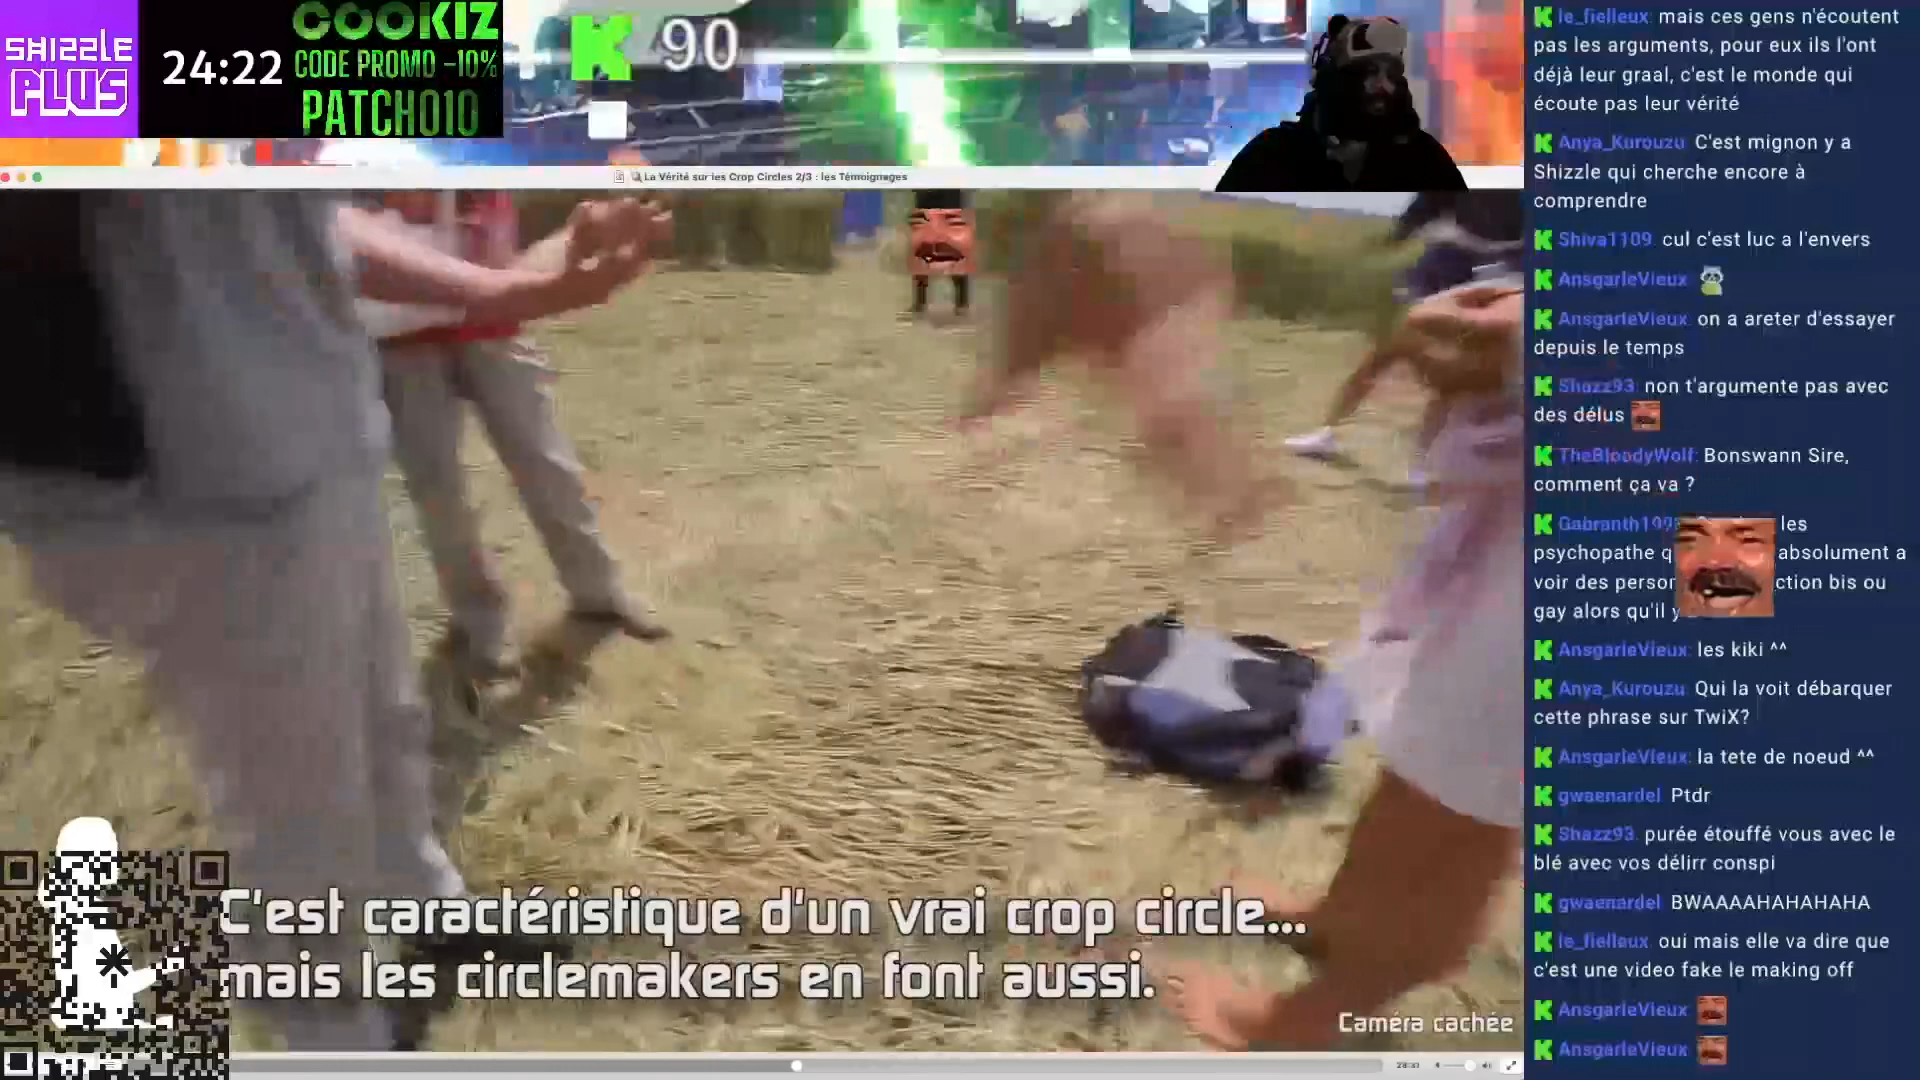 SHIZZLE
PLUS
24:22
COOKIZ
CODE PROMO -10%
PATCHO10
K 90
La Vérité sur les Crop Circles 2/3 : les Témoignages
C'est caractéristique d'un vrai crop circle...
mais les circlemakers en font aussi.
Caméra cachée
le_fielleux: mais ces gens n'écoutent
pas les arguments, pour eux ils l'ont
déjà leur graal, c'est le monde qui
écoute pas leur vérité
Anya_Kurouzu: C'est mignon y a
Shizzle qui cherche encore à
comprendre
Shiva1109: cul c'est luc a l'envers
AnsgarleVieux:
AnsgarleVieux: on a areter d'essayer
depuis le temps
Shazz93: non t'argumente pas avec
des délus
TheBloodyWolf: Bonswann Sire,
comment ça va ?
les
psychopathe absolument a
voir des ction bis ou
gay alors qu'il
AnsgarleVieux: les kiki ^^
Anya_Kurouzu: Qui la voit débarquer
cette phrase sur TwiX?
AnsgarleVieux: la tete de noeud ^^
gwaenardel: Ptdr
Shazz93: purée étouffé vous avec le
blé avec vos délirr conspi
gwaenardel: BWAAAAHAHAHAHA
le_fielleux: oui mais elle va dire que
c'est une video fake le making off
AnsgarleVieux:
AnsgarleVieux: